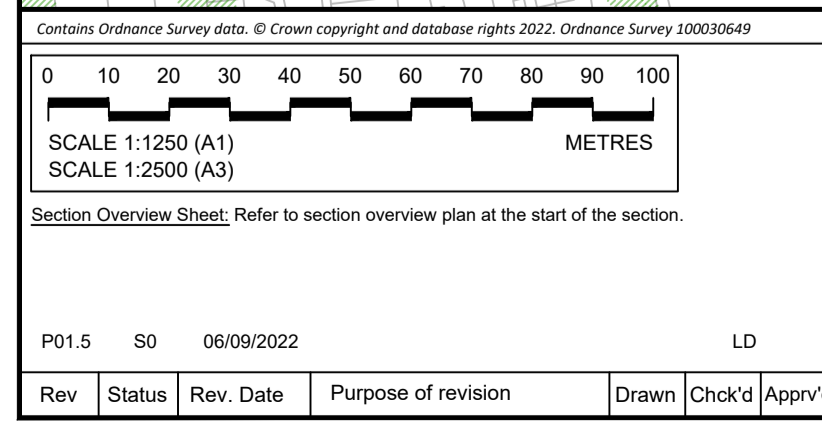 Contains Ordnance Survey data. © Crown copyright and database rights 2022. Ordnance Survey 100030649
0 10 20 30 40 50 60 70 80 90 100
SCALE 1:1250 (A1) METRES
SCALE 1:2500 (A3)
Section Overview Sheet: Refer to section overview plan at the start of the section.
P01.5 S0 06/09/2022 LD
Rev Status Rev. Date Purpose of revision Drawn Chck'd Apprv'